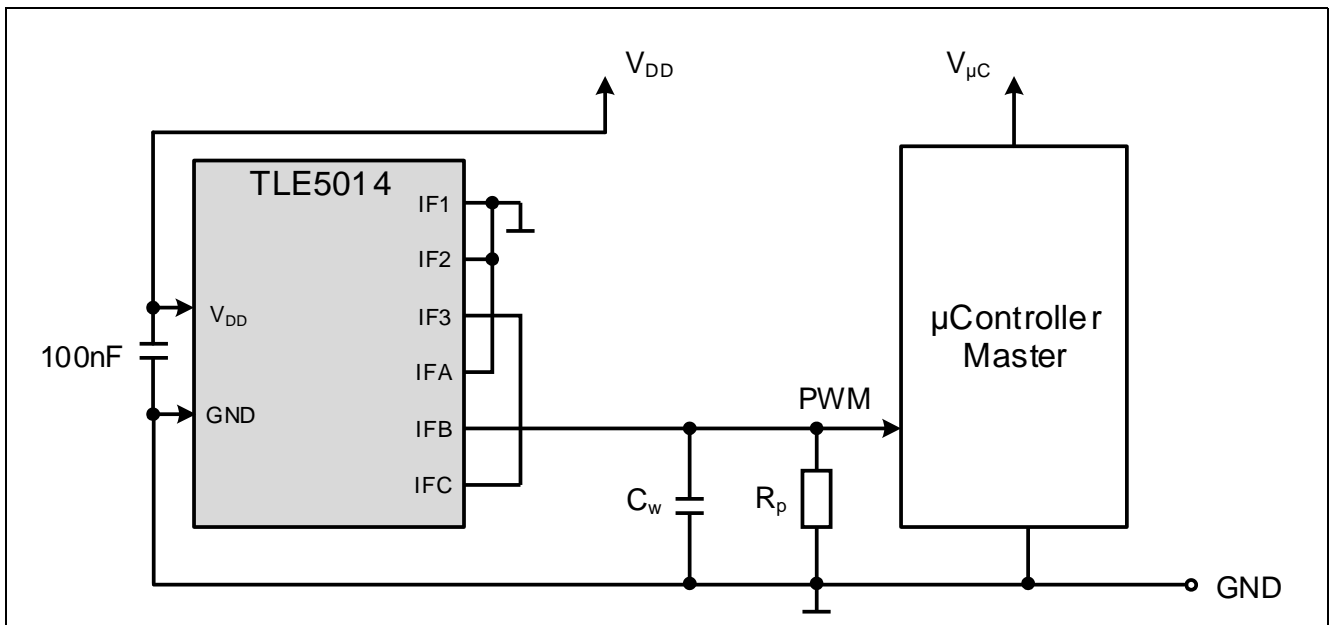 VDD
VµC
TLE5014
IF1
IF2
VDD
IF3
µController
Master
100nF
IFA
PWM
GND
IFB
IFC
Cw
Rp
GND